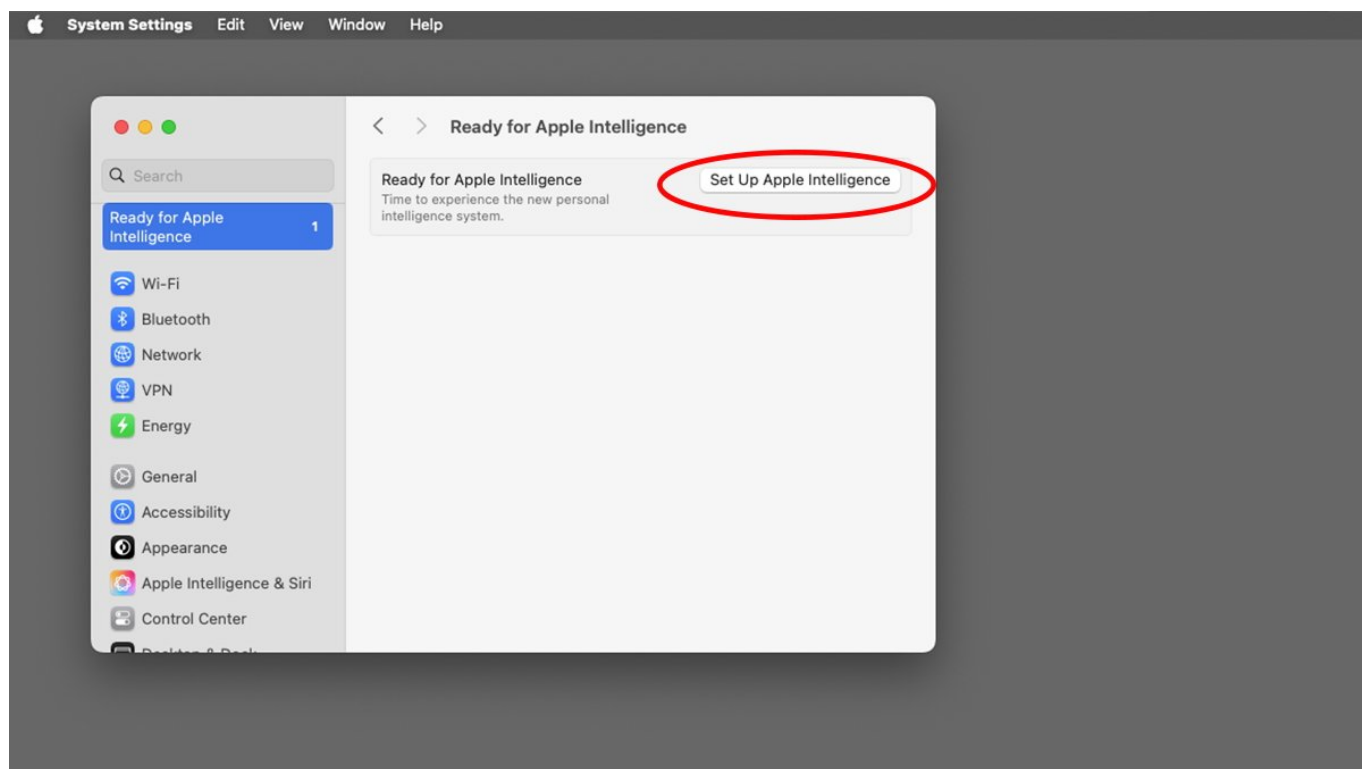 System Settings Edit View Window Help
Ready for Apple Intelligence
Search
Ready for Apple
Intelligence
1
Wi-Fi
Bluetooth
Network
VPN
Energy
General
Accessibility
Appearance
Apple Intelligence & Siri
Control Center
Desktop & Dock
Ready for Apple Intelligence
Time to experience the new personal
intelligence system.
Set Up Apple Intelligence